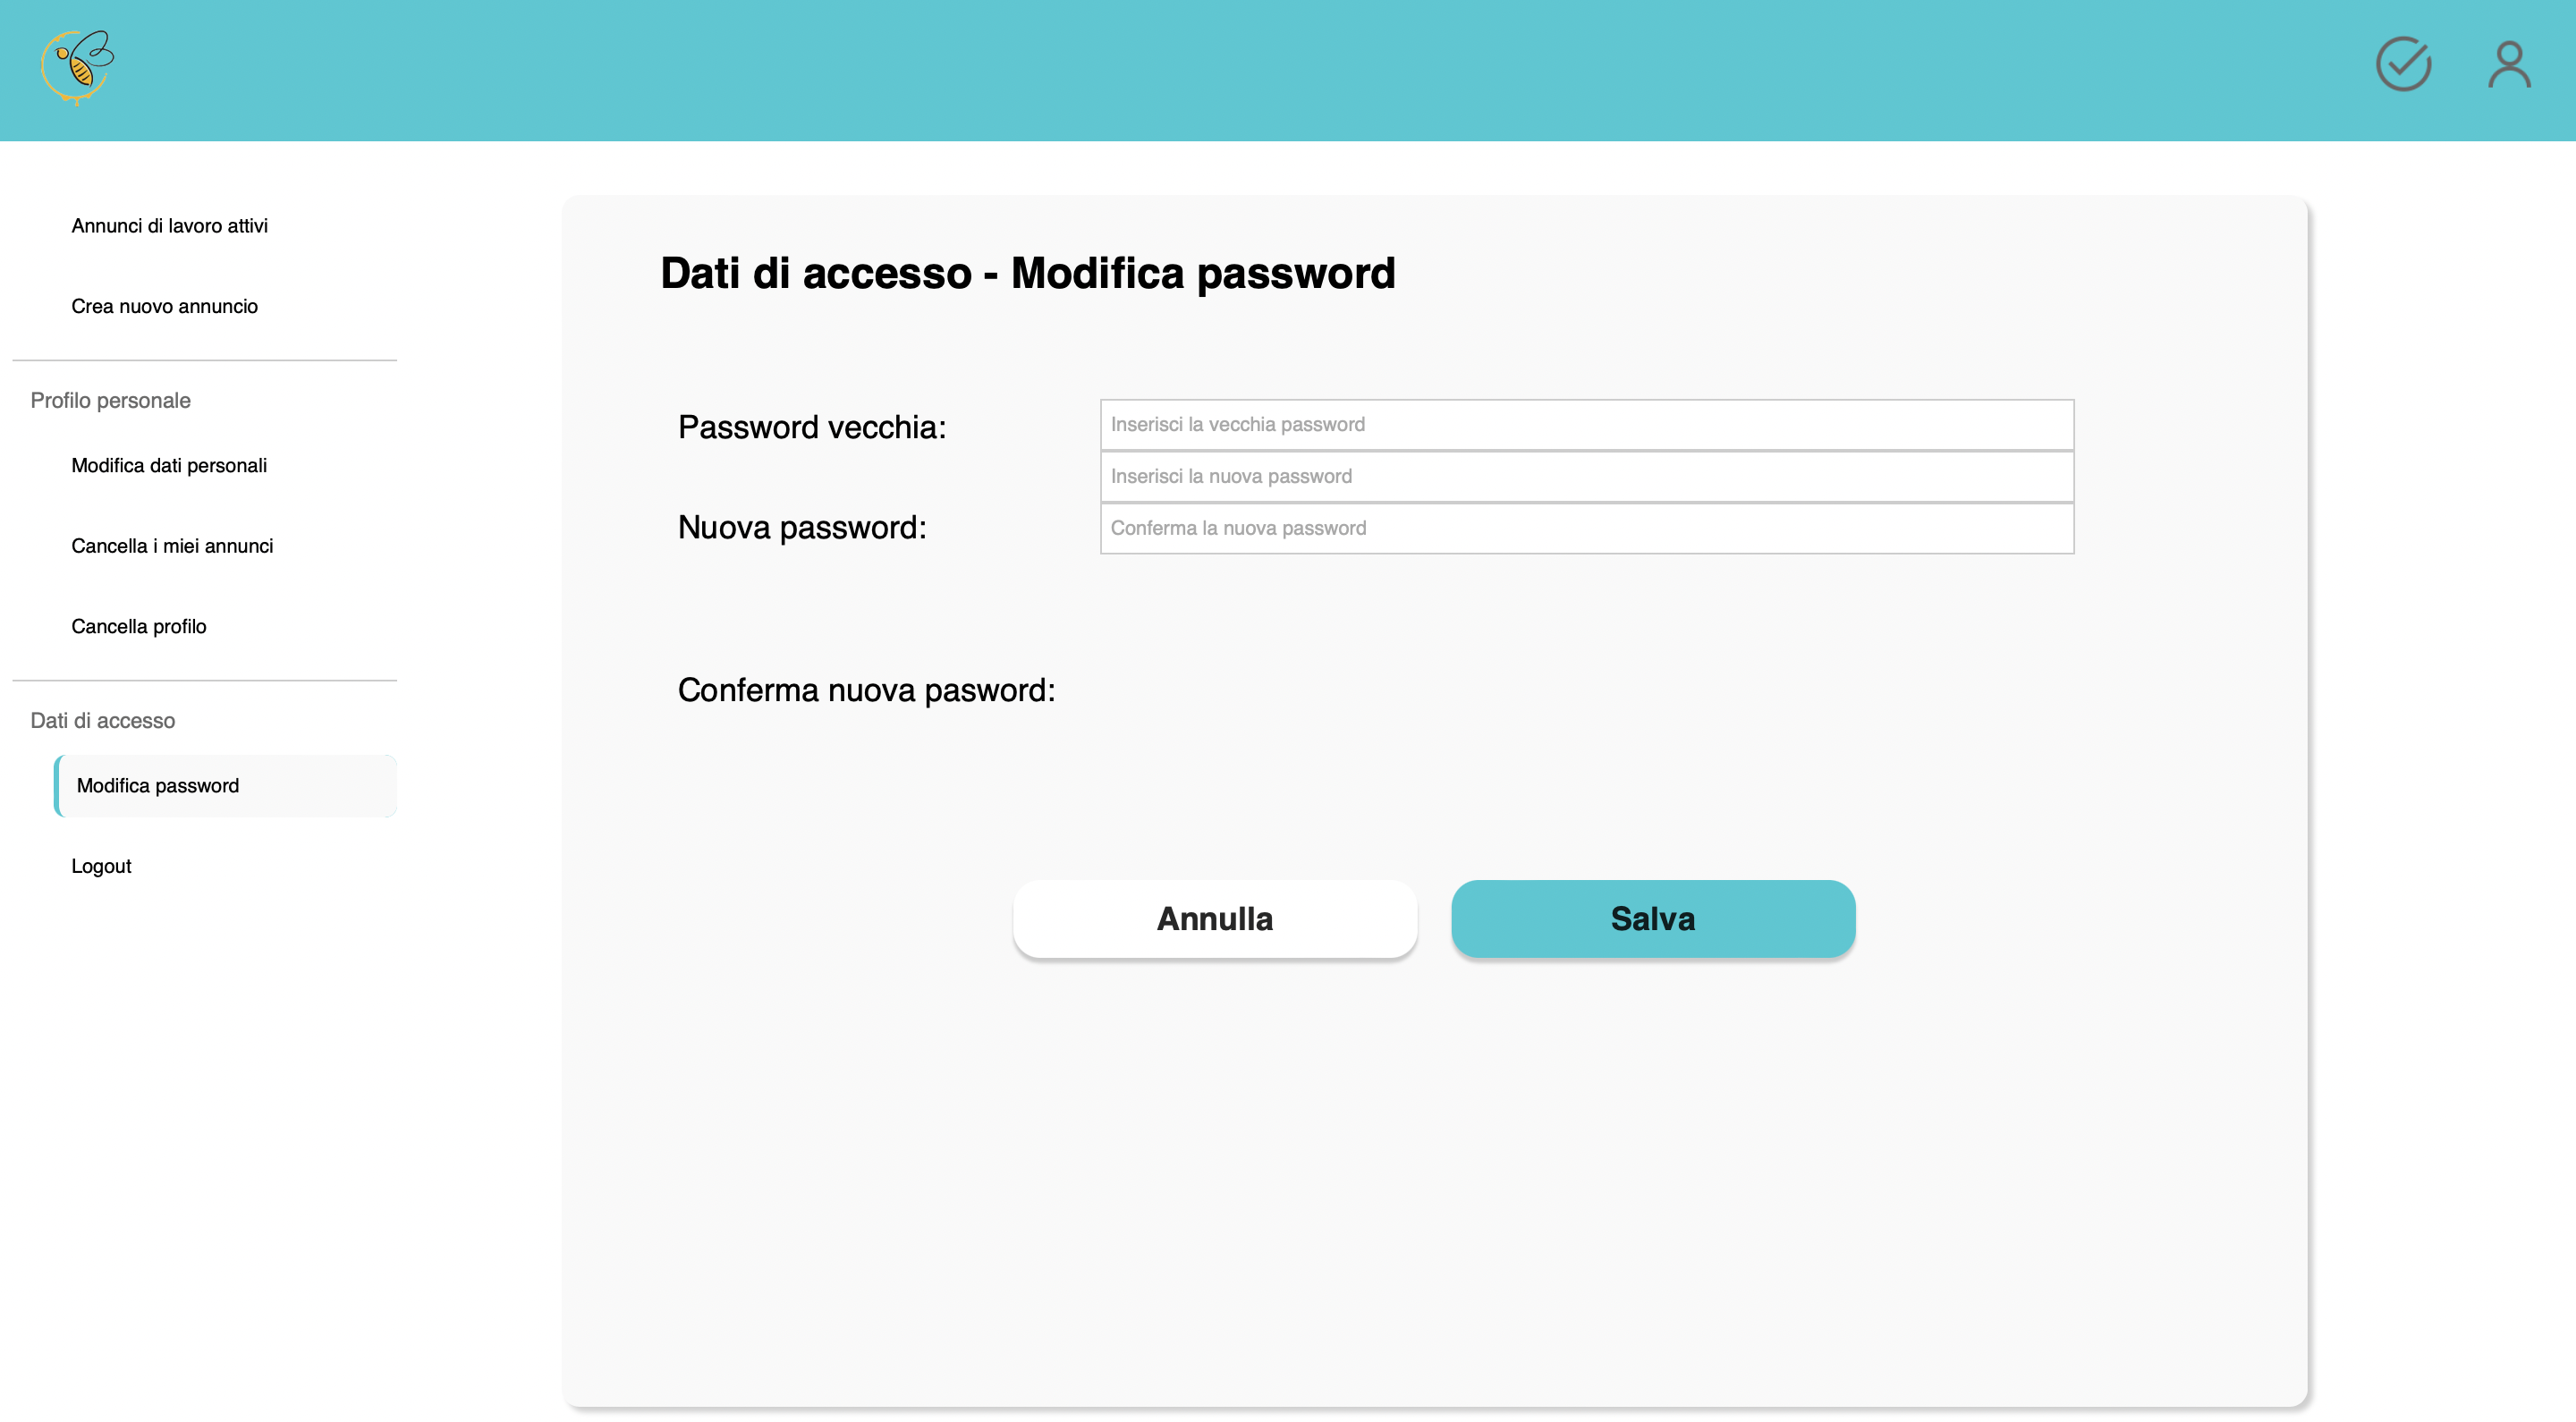 Annunci di lavoro attivi
Crea nuovo annuncio
Profilo personale
Modifica dati personali
Cancella i miei annunci
Cancella profilo
Dati di accesso
Modifica password
Logout
Dati di accesso - Modifica password
Password vecchia:
Inserisci la vecchia password
Inserisci la nuova password
Nuova password:
Conferma la nuova password
Conferma nuova pasword:
Annulla
Salva